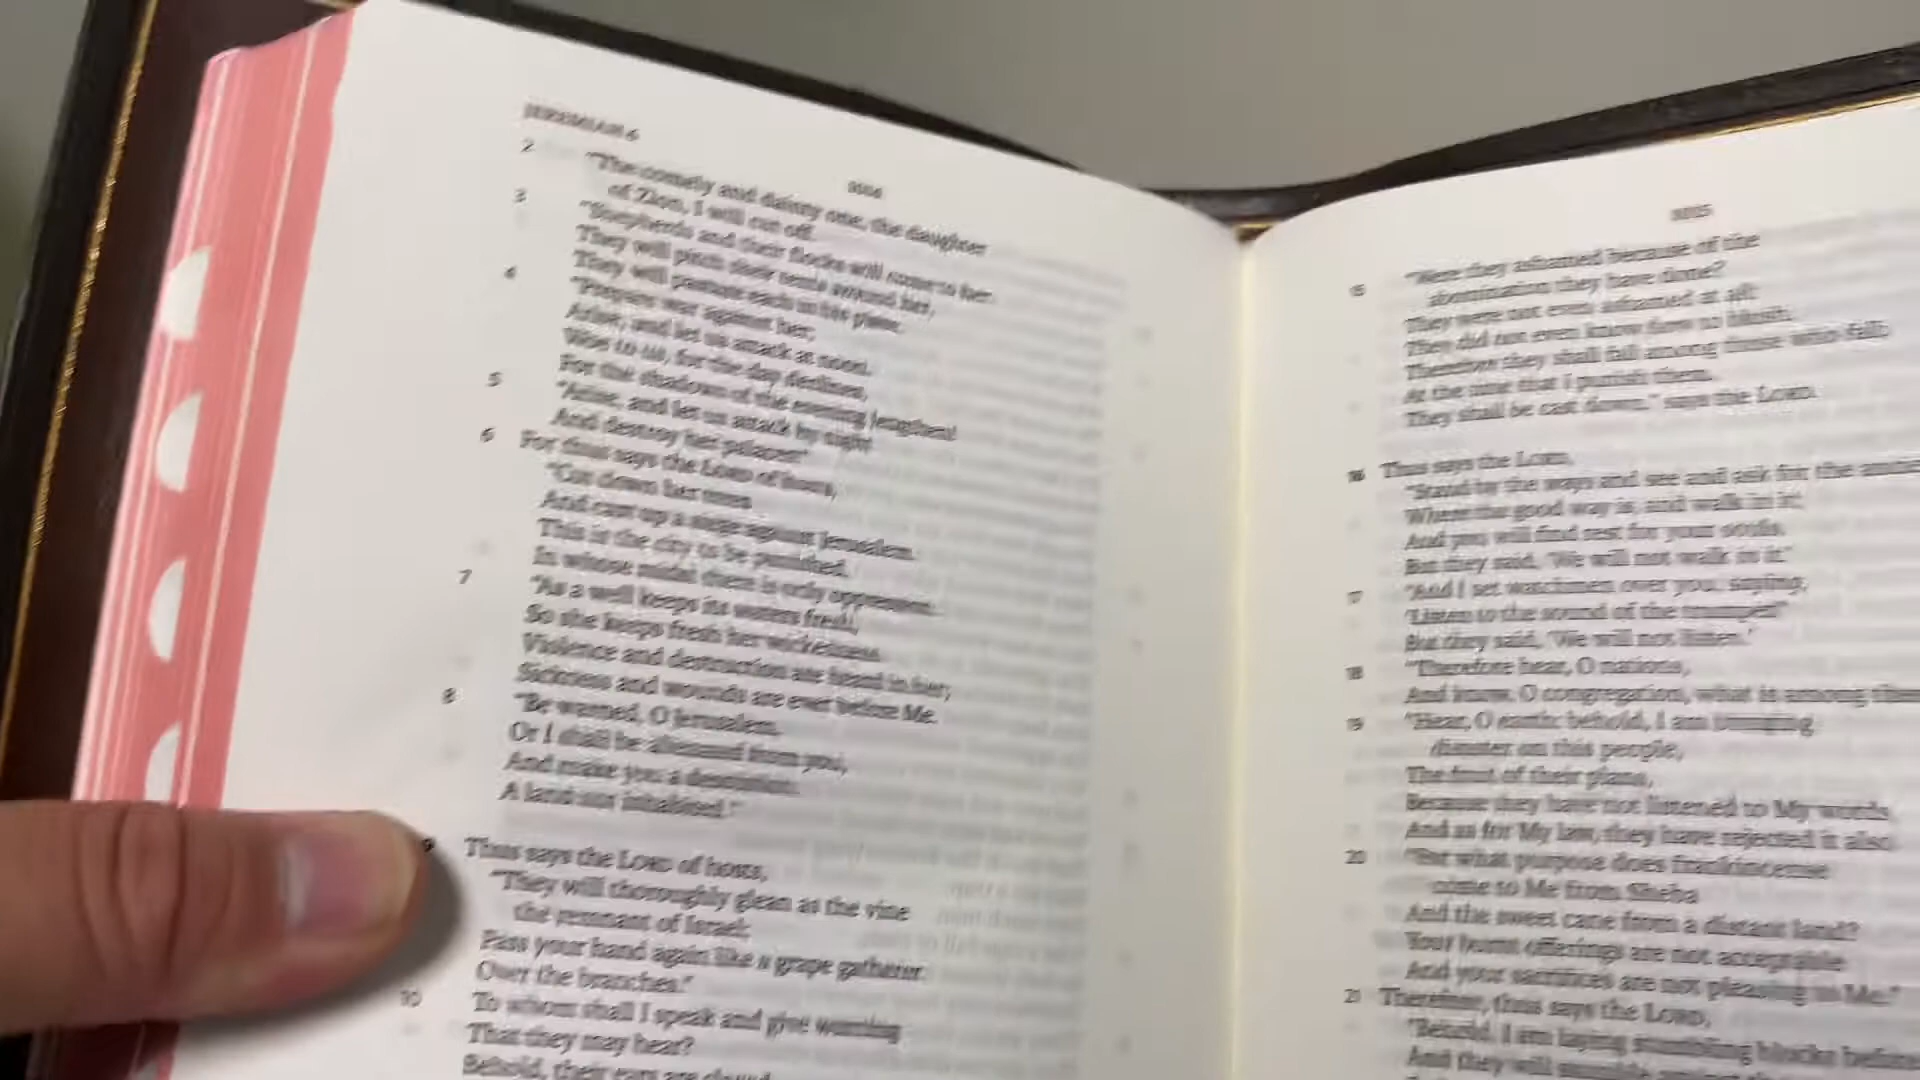 JEREMIAH 6
1014
2 "The comely and dainty one, the daughter
of Zion, I will cut off.
3 "Shepherds and their flocks will come to her,
They will pitch their tents around her,
They will pasture each in his place.
4 "Prepare war against her;
Arise, and let us attack at noon.
Woe to us, for the day declines,
For the shadows of the evening lengthen!
5 "Arise, and let us attack by night
And destroy her palaces!"
6 For thus says the LORD of hosts,
"Cut down her trees
And cast up a siege against Jerusalem.
This is the city to be punished,
In whose midst there is only oppression.
7 "As a well keeps its waters fresh,
So she keeps fresh her wickedness.
Violence and destruction are heard in her;
Sickness and wounds are ever before Me.
8 "Be warned, O Jerusalem,
Or I shall be alienated from you,
And make you a desolation,
A land not inhabited."
9 Thus says the LORD of hosts,
"They will thoroughly glean as the vine
the remnant of Israel;
Pass your hand again like a grape gatherer
Over the branches."
10 To whom shall I speak and give warning
That they may hear?
Behold, their ears are closed
1015
15 "Were they ashamed because of the
abomination they have done?
They were not even ashamed at all;
They did not even know how to blush.
Therefore they shall fall among those who fall;
At the time that I punish them,
They shall be cast down," says the LORD.
16 Thus says the LORD,
"Stand by the ways and see and ask for the
Where the good way is, and walk in it;
And you will find rest for your souls.
But they said, 'We will not walk in it.'
17 "And I set watchmen over you, saying,
'Listen to the sound of the trumpet!'
But they said, 'We will not listen.'
18 "Therefore hear, O nations,
And know, O congregation, what is among
19 "Hear, O earth: behold, I am bringing
disaster on this people,
The fruit of their plans,
Because they have not listened to My words,
And as for My law, they have rejected it also.
20 "For what purpose does frankincense
come to Me from Sheba
And the sweet cane from a distant land?
Your burnt offerings are not acceptable
And your sacrifices are not pleasing to Me."
21 Therefore, thus says the LORD,
"Behold, I am laying stumbling blocks before
And they will stumble against